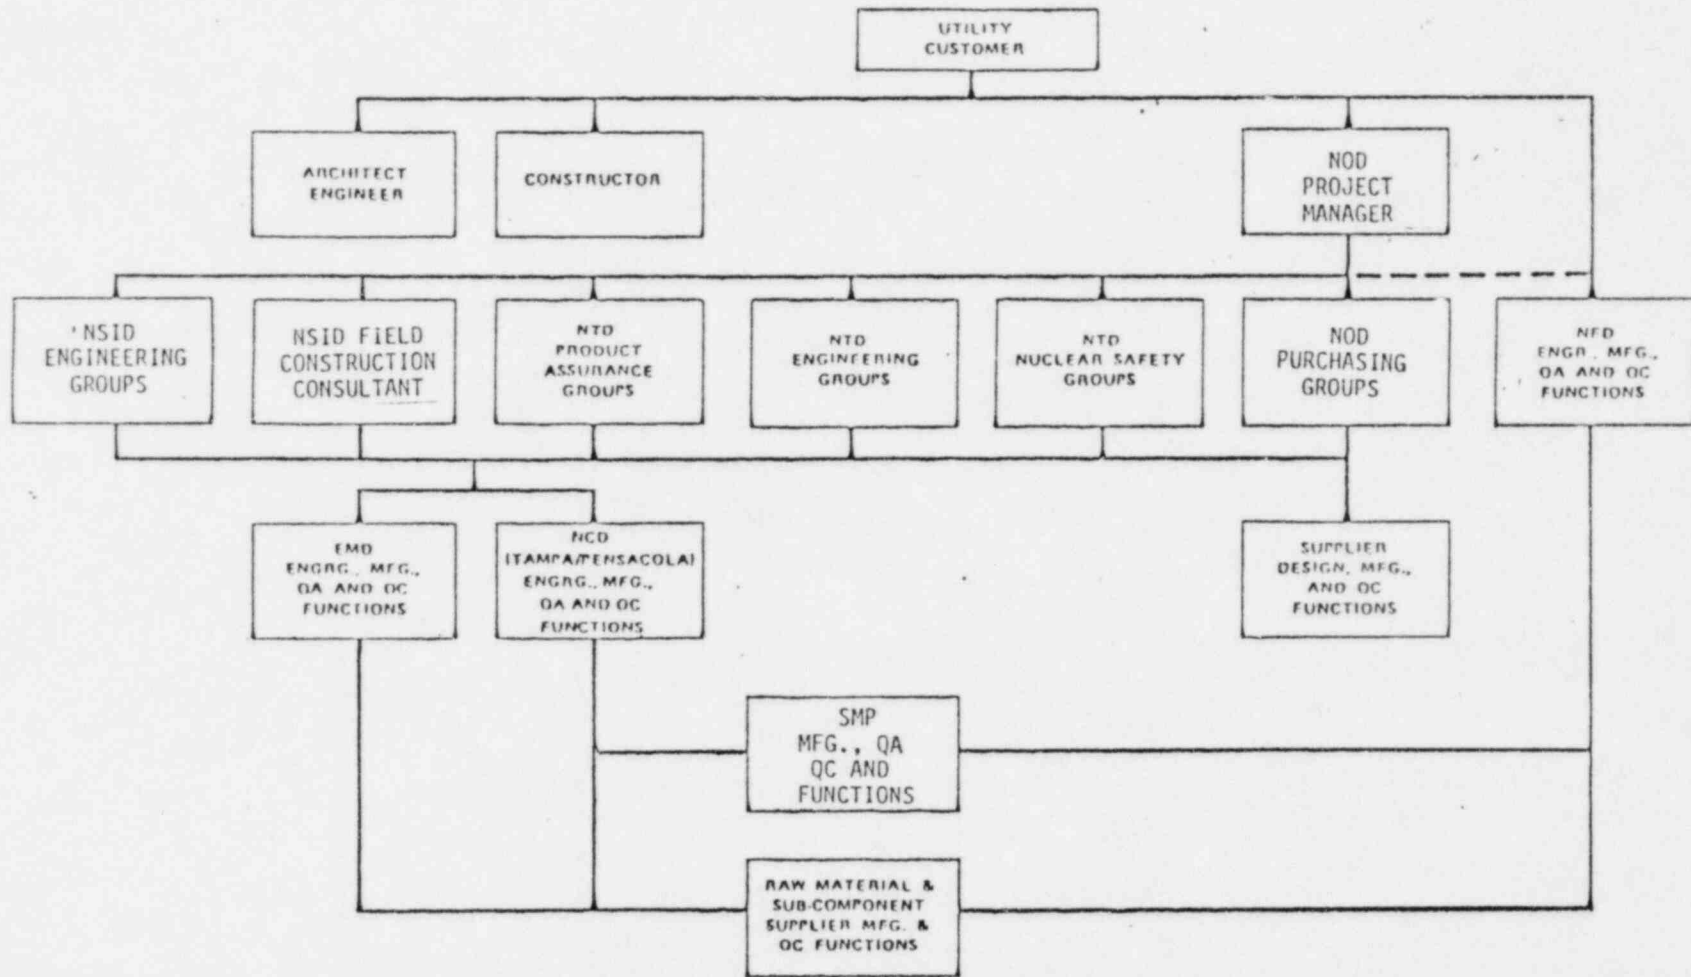 UTILITY
CUSTOMER
ARCHITECT
ENGINEER
CONSTRUCTOR
NOD
PROJECT
MANAGER
NSID
ENGINEERING
GROUPS
NSID FIELD
CONSTRUCTION
CONSULTANT
NTD
PRODUCT
ASSURANCE
GROUPS
NTD
ENGINEERING
GROUPS
NTD
NUCLEAR SAFETY
GROUPS
NOD
PURCHASING
GROUPS
NFD
ENGR., MFG.,
QA AND QC
FUNCTIONS
EMD
ENGRG., MFG.,
QA AND QC
FUNCTIONS
NCD
(TAMPA/PENSACOLA)
ENGRG., MFG.,
QA AND QC
FUNCTIONS
SUPPLIER
DESIGN, MFG.,
AND QC
FUNCTIONS
SMP
MFG., QA
QC AND
FUNCTIONS
RAW MATERIAL &
SUB-COMPONENT
SUPPLIER MFG. &
QC FUNCTIONS